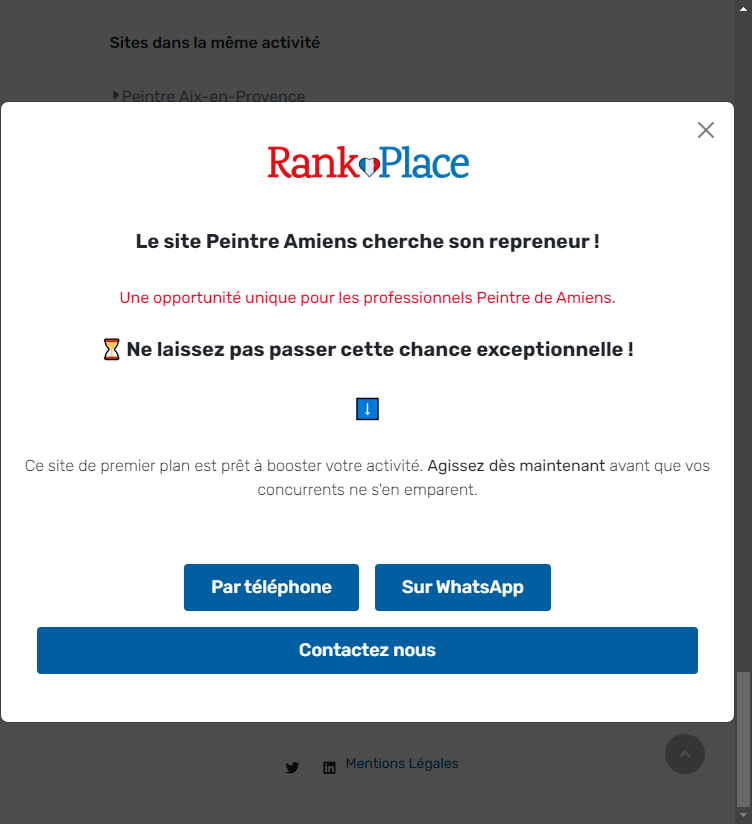 Sites dans la même activité
Peintre Aix-en-Provence
Rank Place
Le site Peintre Amiens cherche son repreneur !
Une opportunité unique pour les professionnels Peintre de Amiens.
⏳ Ne laissez pas passer cette chance exceptionnelle !
⬇
Ce site de premier plan est prêt à booster votre activité. Agissez dès maintenant avant que vos
concurrents ne s'en emparent.
Par téléphone
Sur WhatsApp
Contactez nous
Mentions Légales